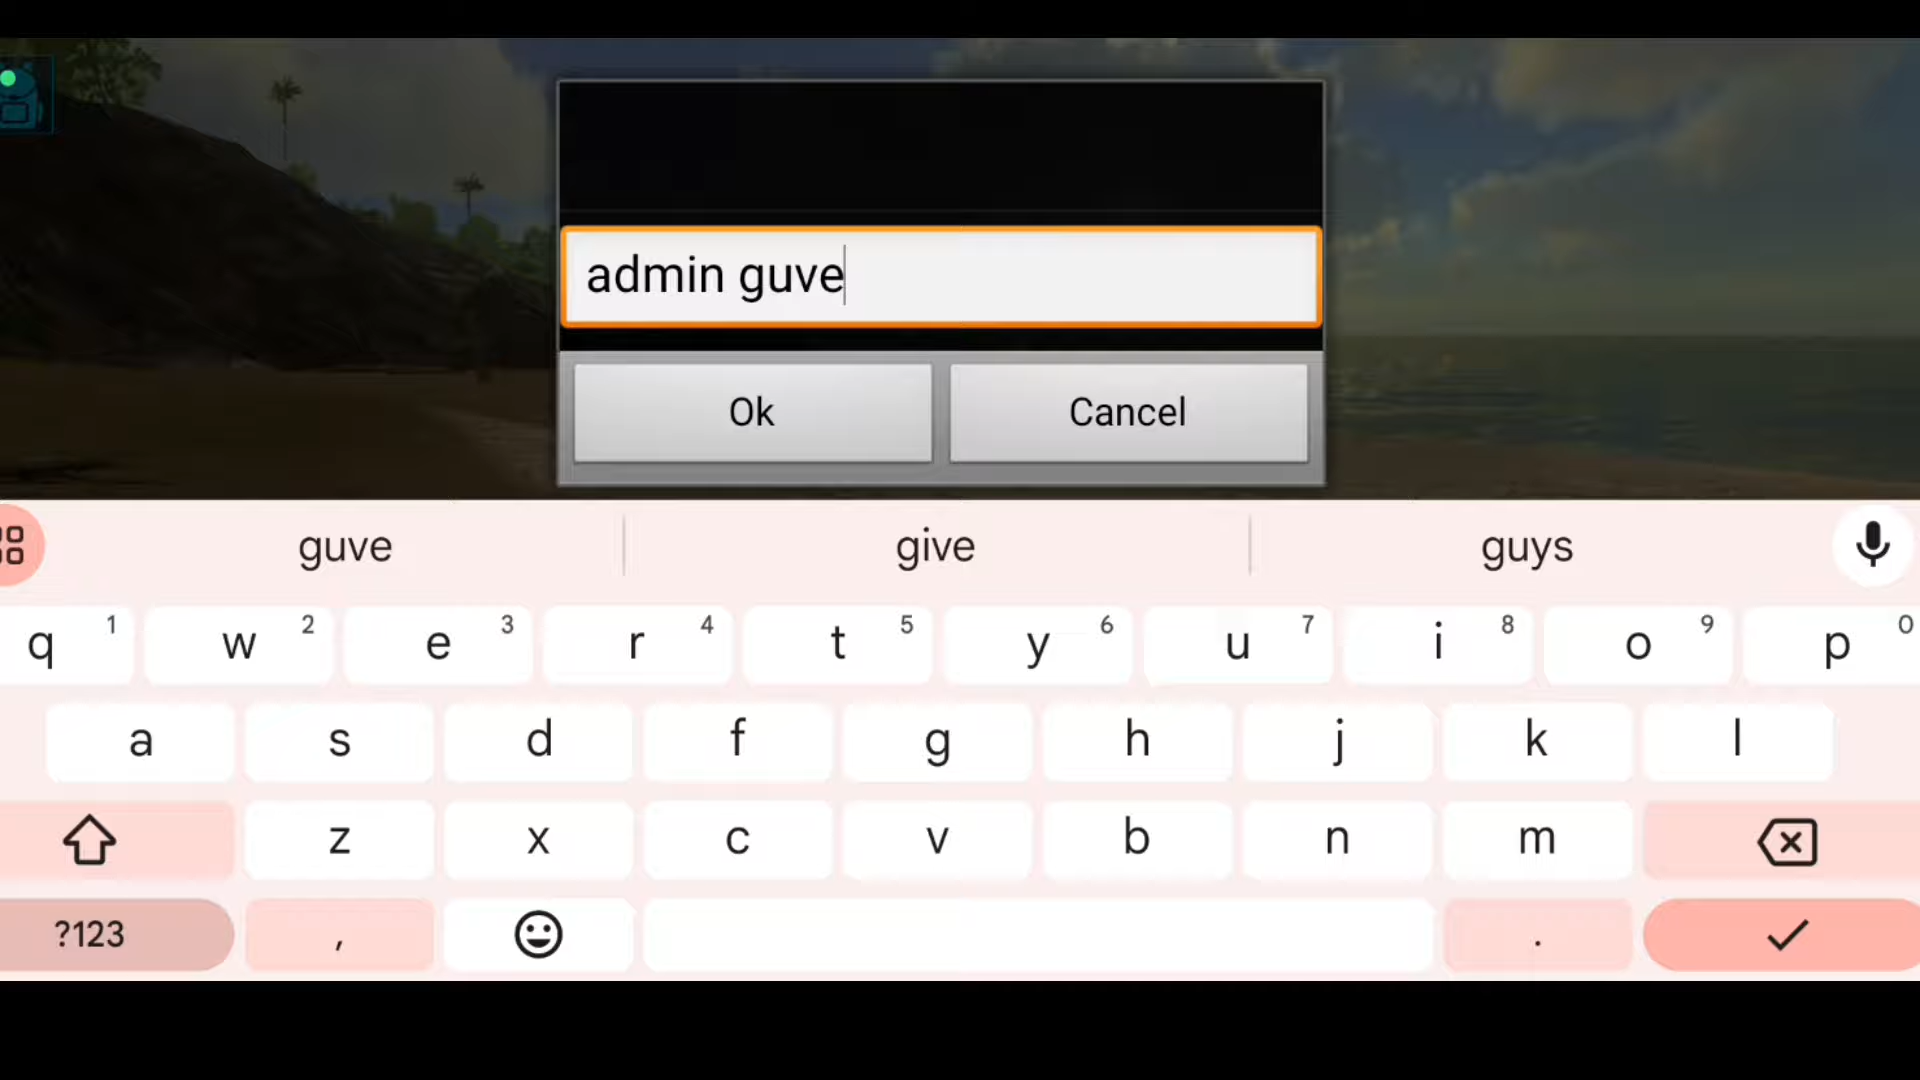 admin guve
Ok Cancel
guve give guys
q 1 w 2 e 3 r 4 t 5 y 6 u 7 i 8 o 9 p 0
a s d f g h j k l
z x c v b n m
?123 , .